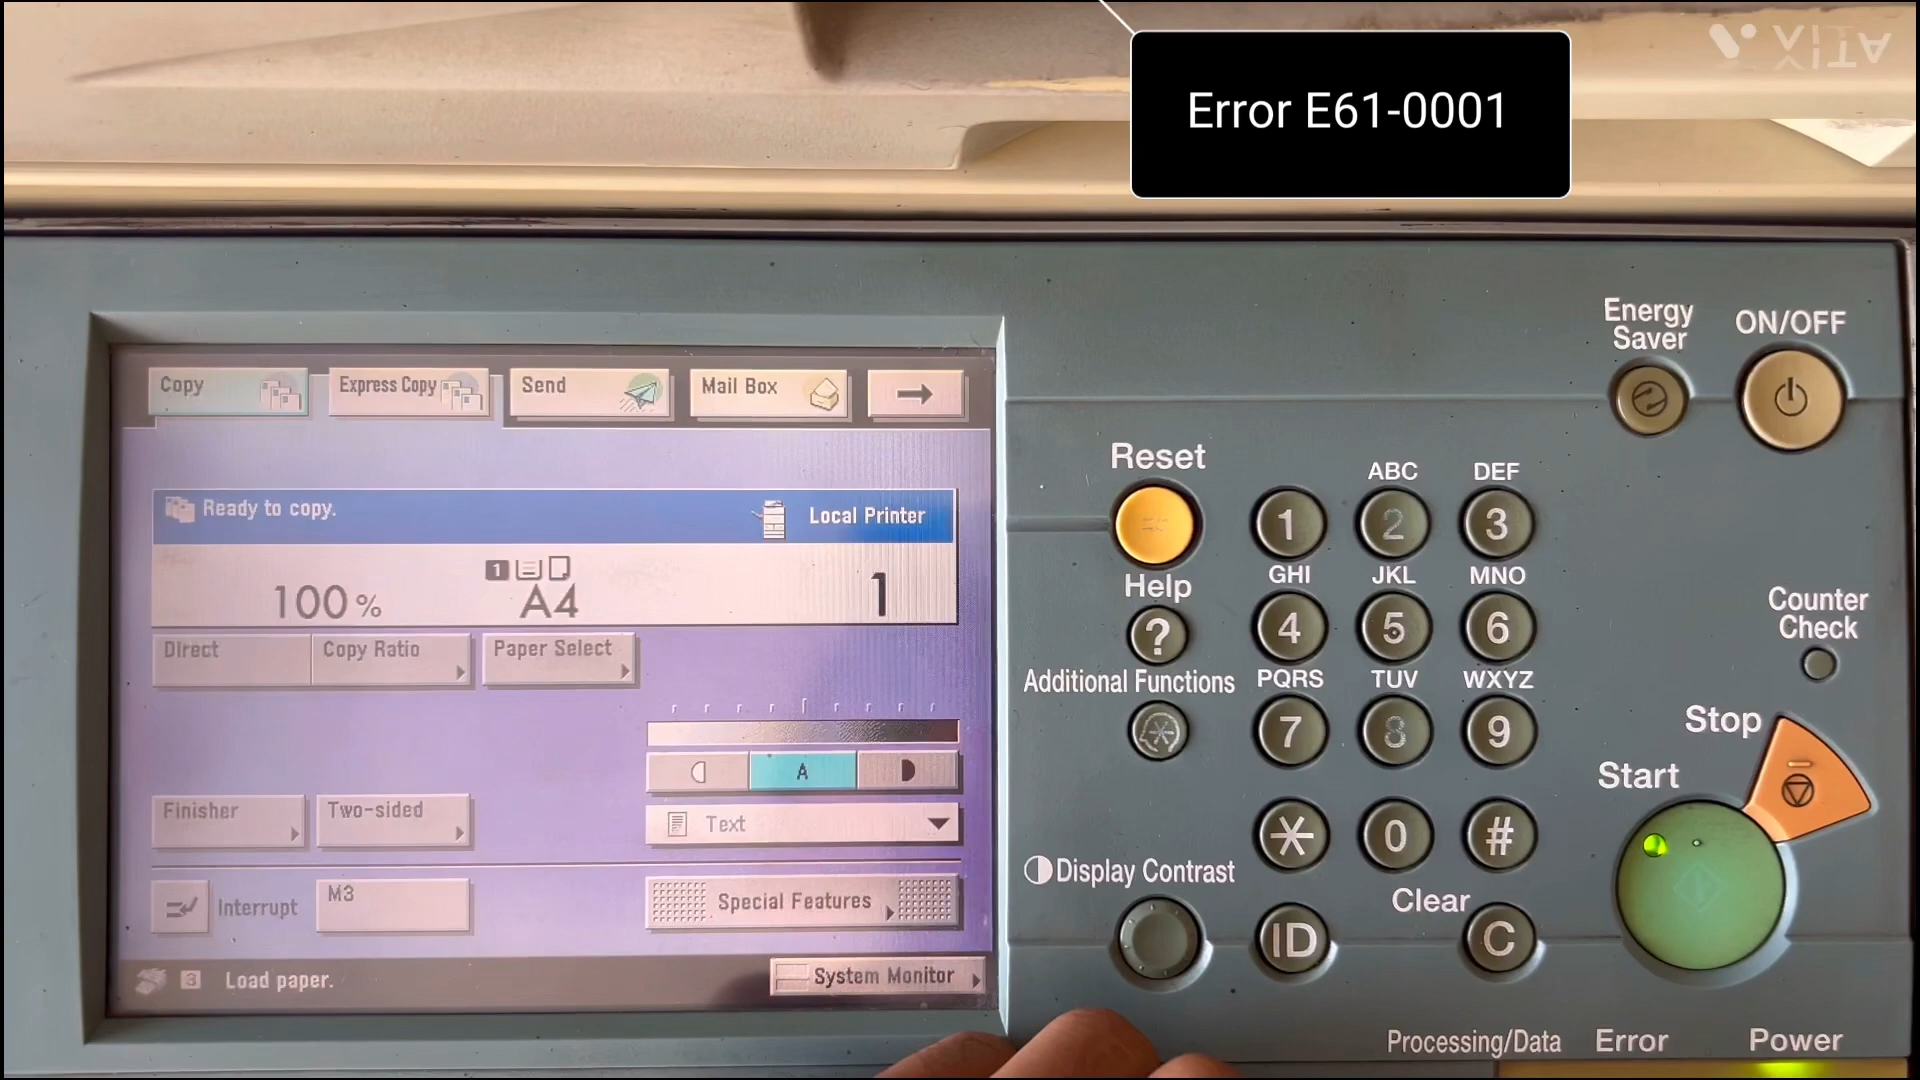 Error E61-0001
Energy
Saver
ON/OFF
Copy
Express Copy
Send
Mail Box
Ready to copy.
Local Printer
100 %
1
A4
1
Direct
Copy Ratio
Paper Select
A
Text
Finisher
Two-sided
Interrupt
M3
Special Features
3
Load paper.
System Monitor
Reset
Help
?
Additional Functions
Display Contrast
1
ABC
2
DEF
3
GHI
4
JKL
5
MNO
6
PQRS
7
TUV
8
WXYZ
9
*
0
#
ID
Clear
C
Counter
Check
Stop
Start
Processing/Data
Error
Power